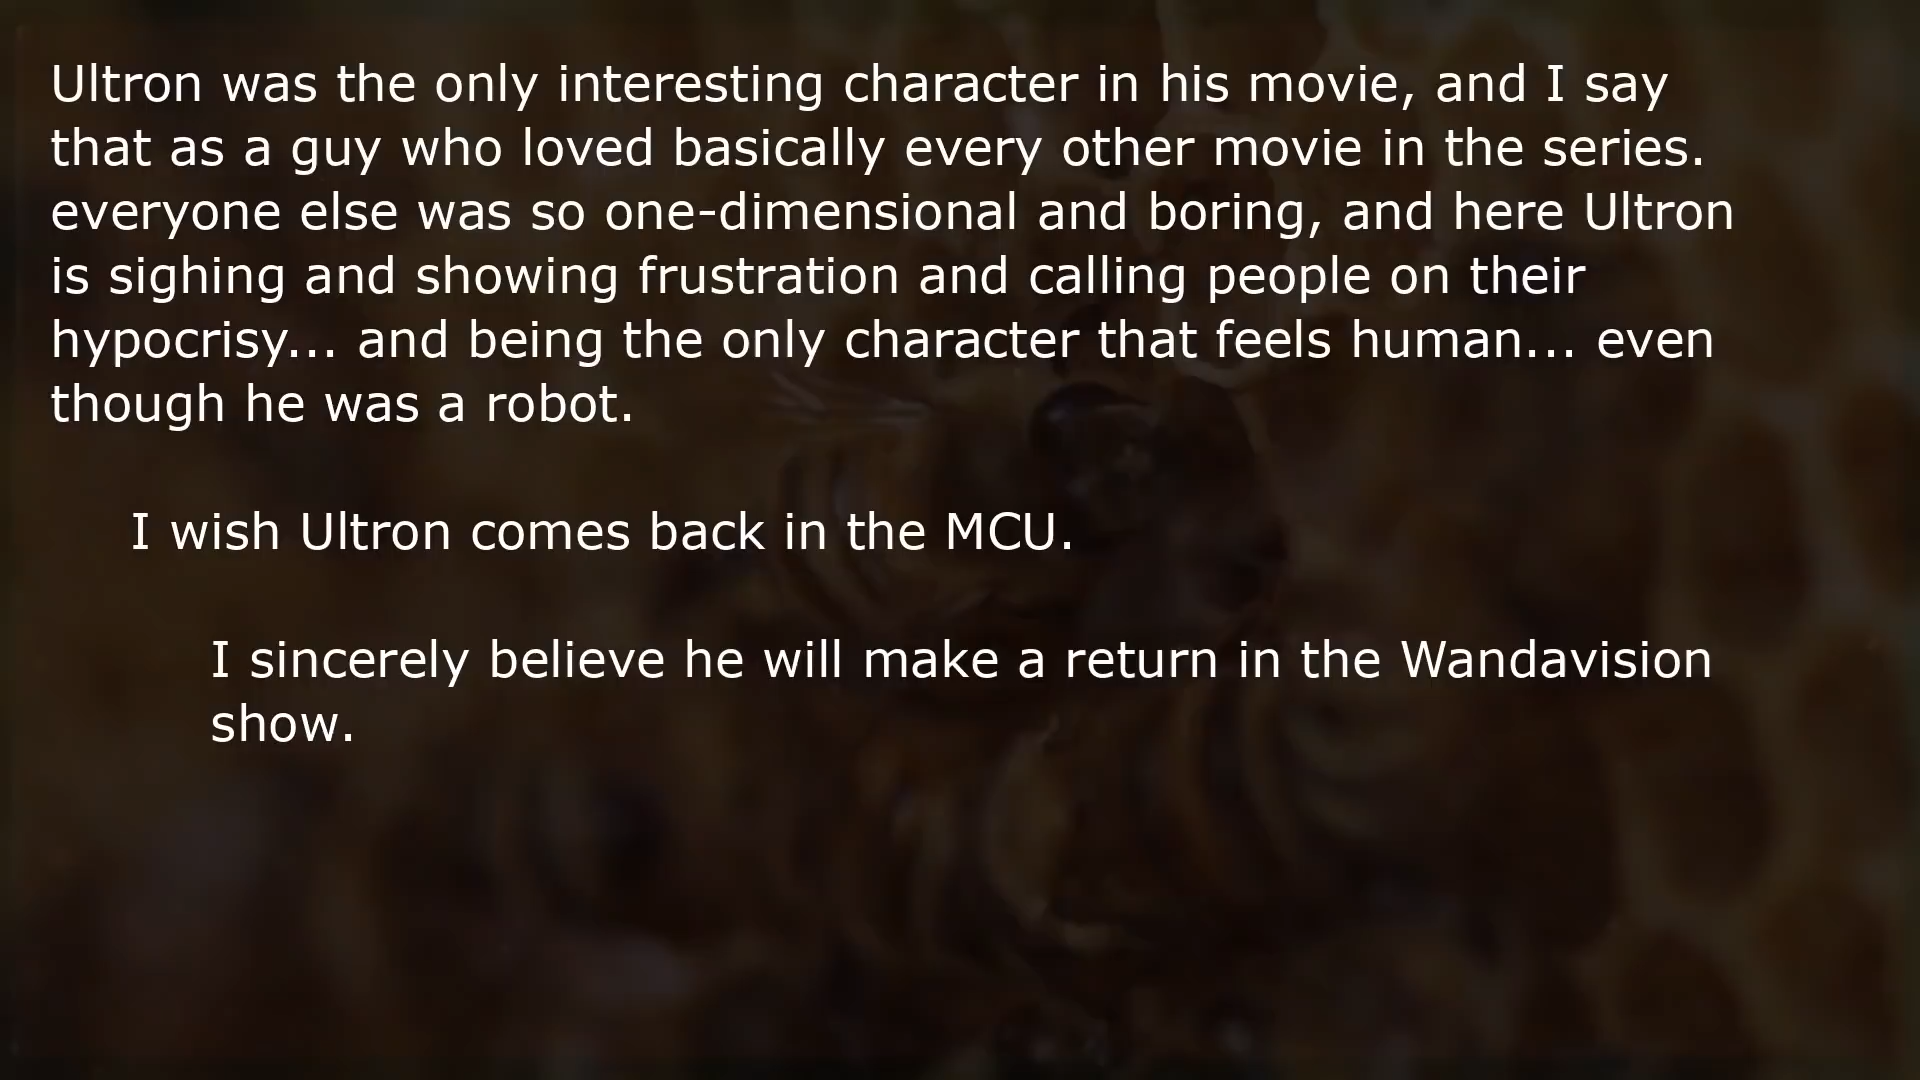 Ultron was the only interesting character in his movie, and I say
that as a guy who loved basically every other movie in the series.
everyone else was so one-dimensional and boring, and here Ultron
is sighing and showing frustration and calling people on their
hypocrisy... and being the only character that feels human... even
though he was a robot.
I wish Ultron comes back in the MCU.
I sincerely believe he will make a return in the Wandavision
show.